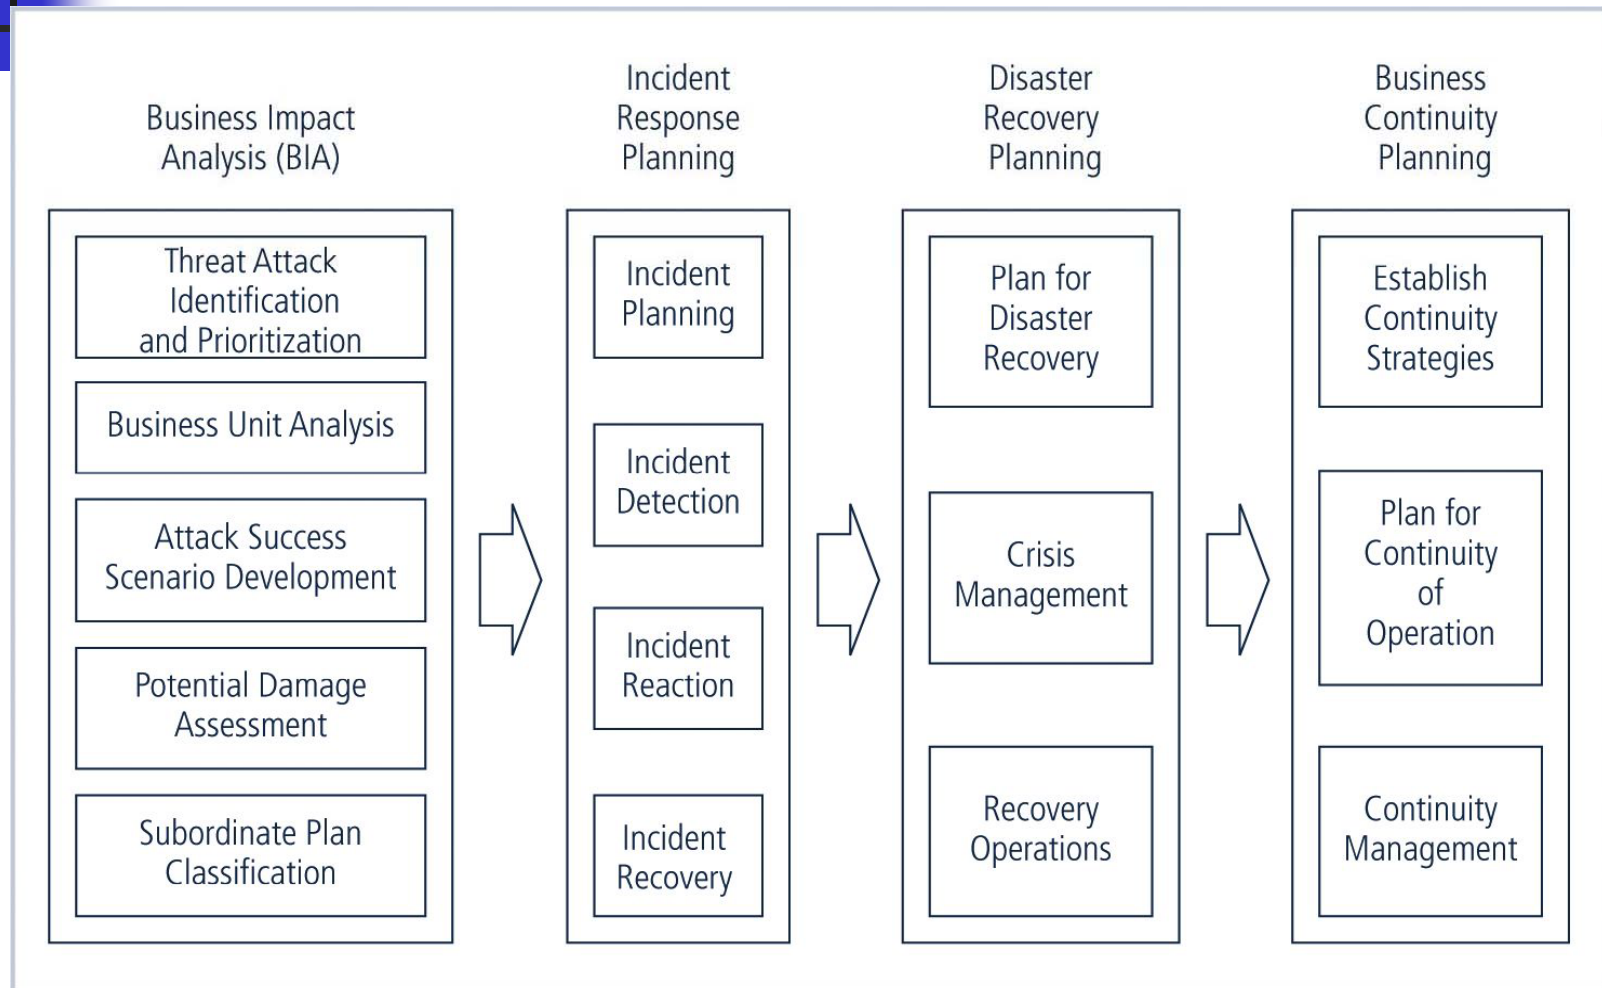 Business Impact
Analysis (BIA)
Threat Attack
Identification
and Prioritization
Business Unit Analysis
Attack Success
Scenario Development
Potential Damage
Assessment
Subordinate Plan
Classification
Incident
Response
Planning
Incident
Planning
Incident
Detection
Incident
Reaction
Incident
Recovery
Disaster
Recovery
Planning
Plan for
Disaster
Recovery
Crisis
Management
Recovery
Operations
Business
Continuity
Planning
Establish
Continuity
Strategies
Plan for
Continuity
of
Operation
Continuity
Management